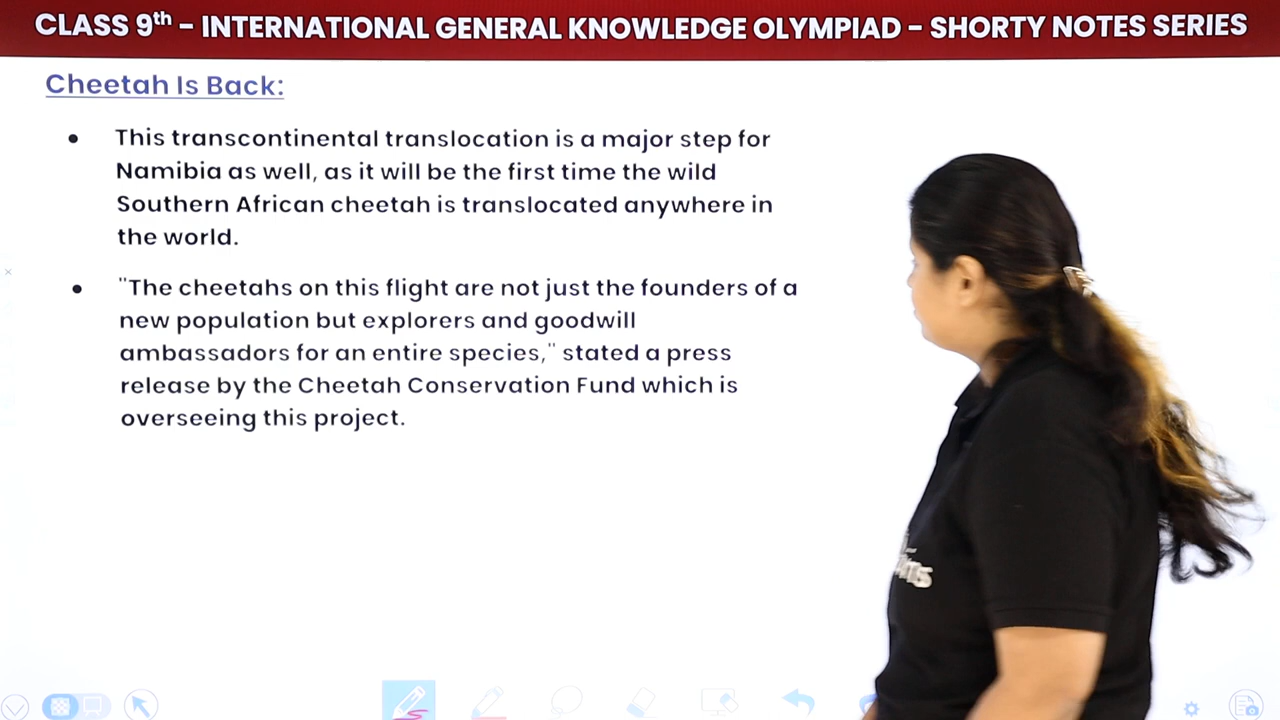 CLASS 9th – INTERNATIONAL GENERAL KNOWLEDGE OLYMPIAD – SHORTY NOTES SERIES
Cheetah Is Back:
• This transcontinental translocation is a major step for
Namibia as well, as it will be the first time the wild
Southern African cheetah is translocated anywhere in
the world.
• "The cheetahs on this flight are not just the founders of a
new population but explorers and goodwill
ambassadors for an entire species," stated a press
release by the Cheetah Conservation Fund which is
overseeing this project.